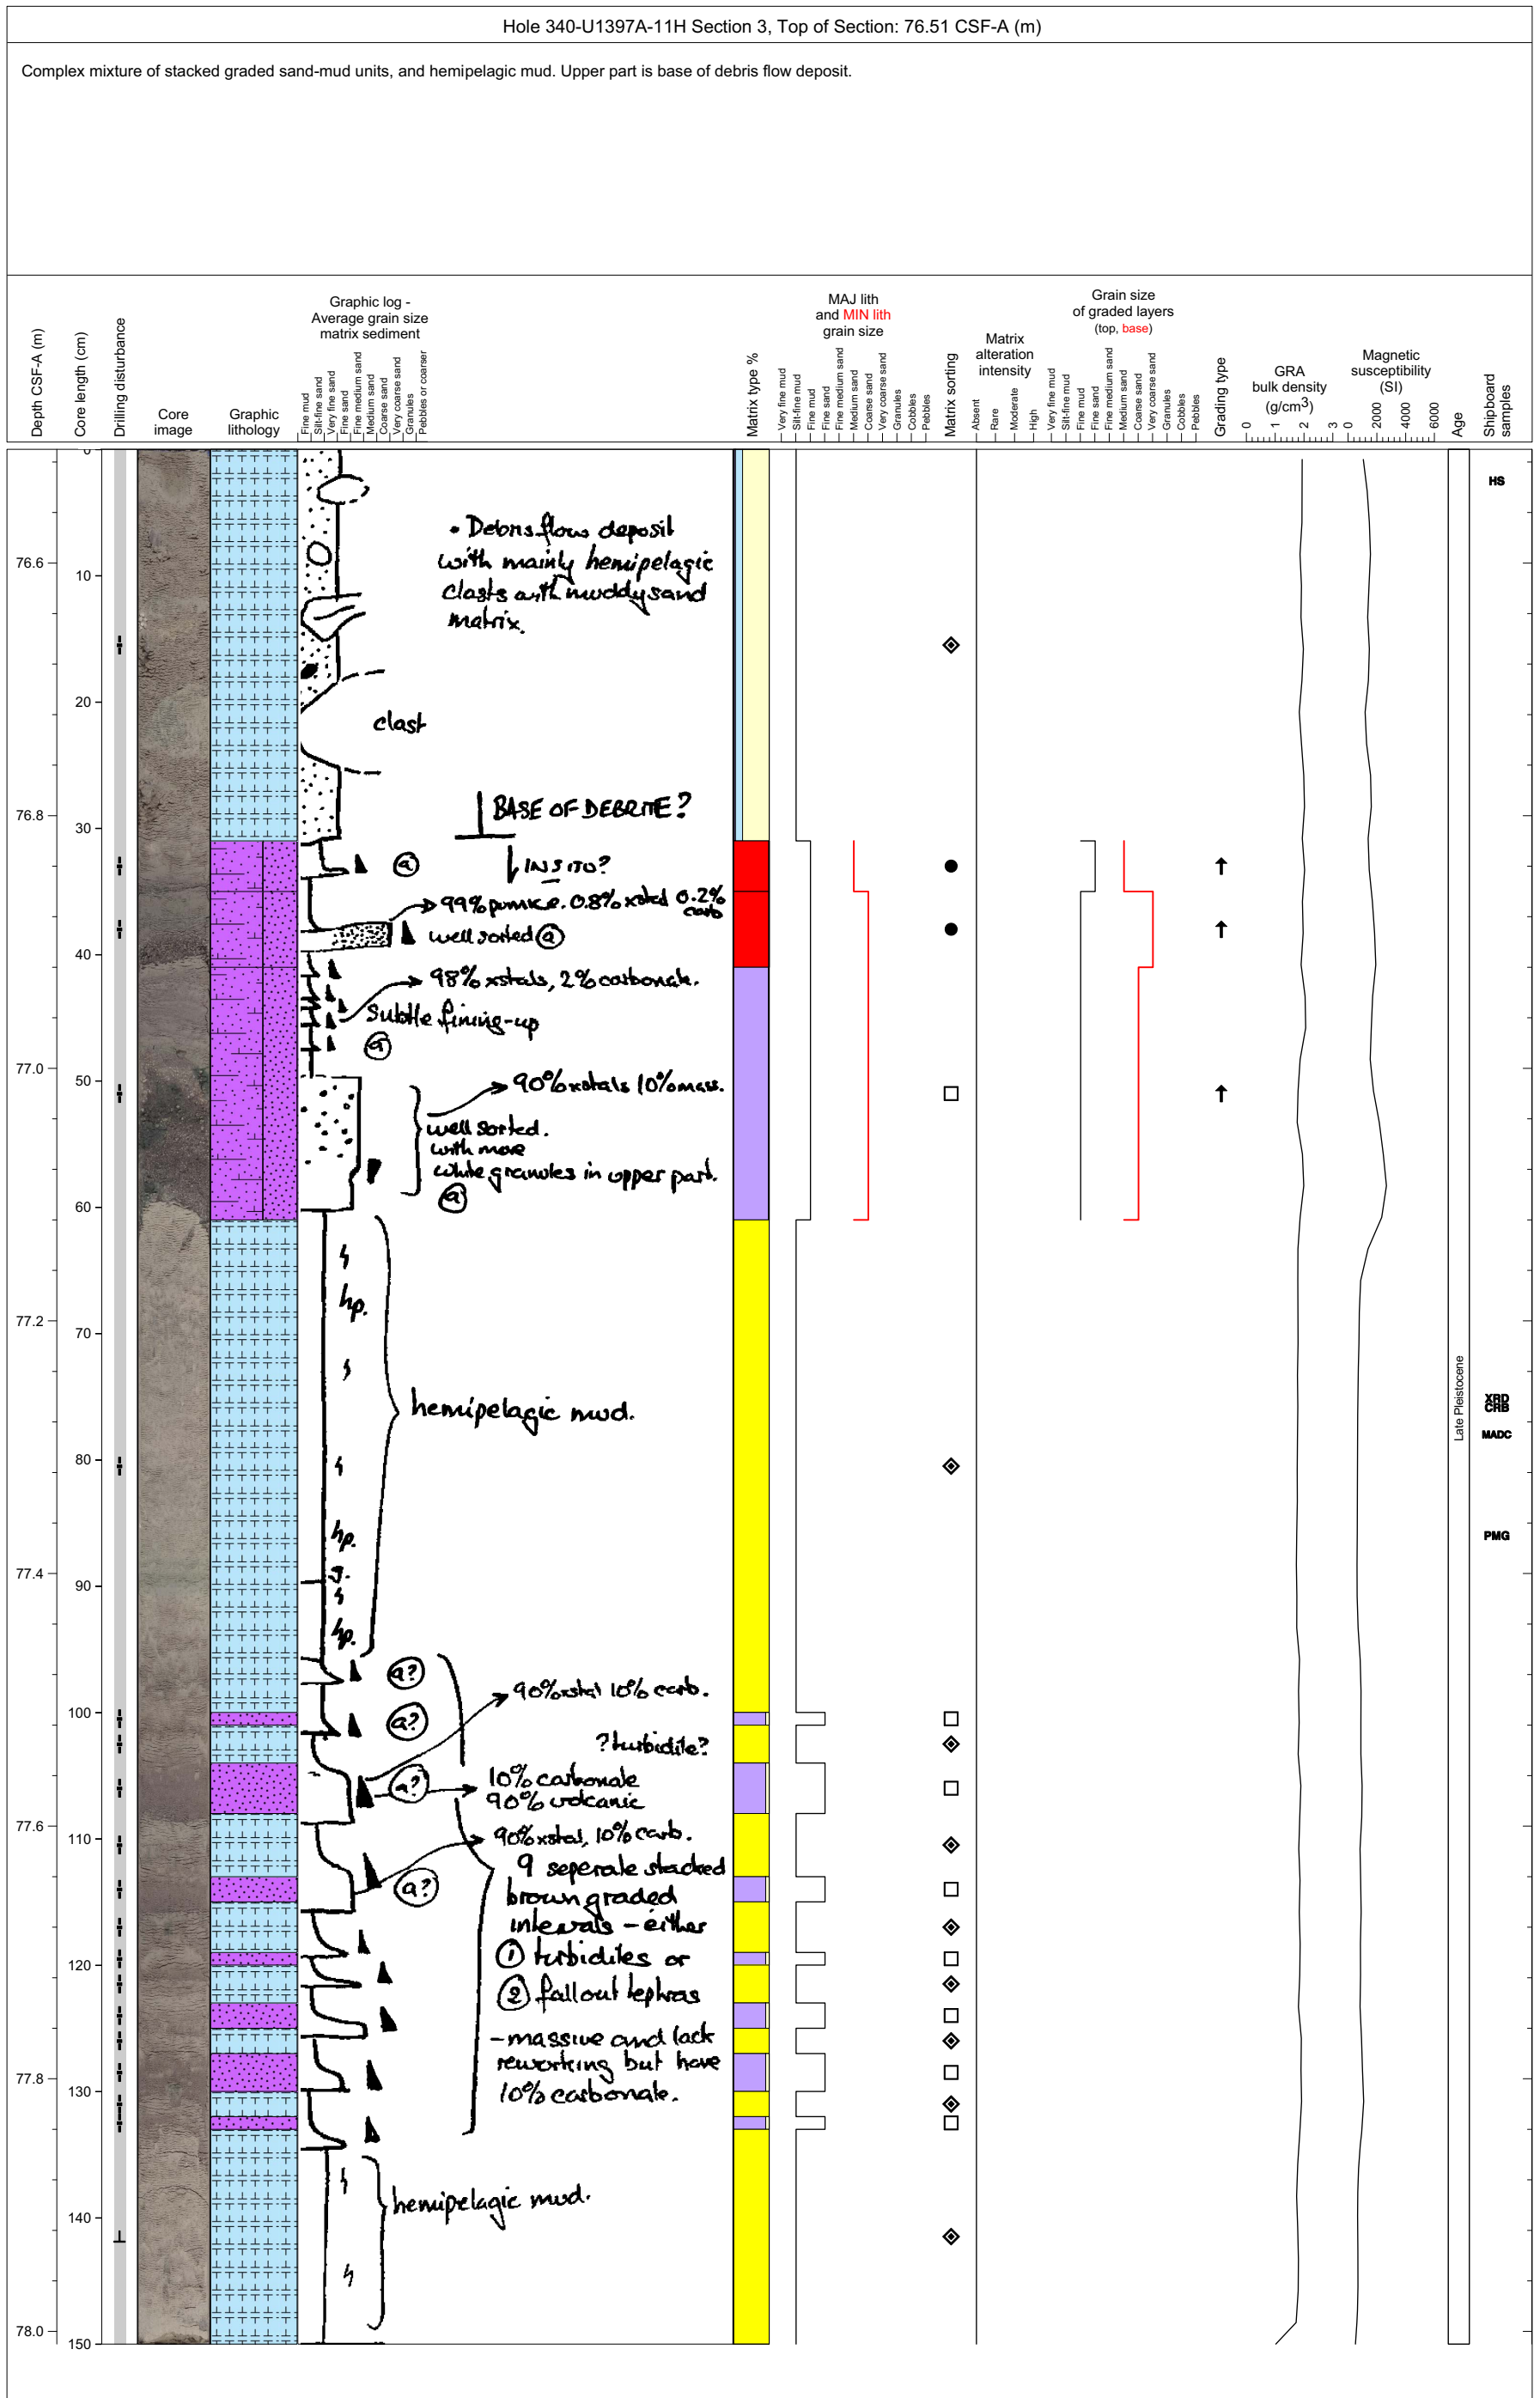 Hole 340-U1397A-11H Section 3, Top of Section: 76.51 CSF-A (m)
Complex mixture of stacked graded sand-mud units, and hemipelagic mud. Upper part is base of debris flow deposit.
Depth CSF-A (m)
Core length (cm)
Drilling disturbance
Core
image
Graphic
lithology
Graphic log -
Average grain size
matrix sediment
Fine mud
Silt-fine sand
Very fine sand
Fine sand
Fine medium sand
Medium sand
Coarse sand
Very coarse sand
Granules
Pebbles or coarser
Matrix type %
MAJ lith
and MIN lith
grain size
Very fine mud
Silt-fine mud
Fine mud
Fine sand
Fine medium sand
Medium sand
Coarse sand
Very coarse sand
Granules
Cobbles
Pebbles
Matrix sorting
Matrix
alteration
intensity
Absent
Rare
Moderate
High
Grain size
of graded layers
(top, base)
Very fine mud
Silt-fine mud
Fine mud
Fine sand
Fine medium sand
Medium sand
Coarse sand
Very coarse sand
Granules
Cobbles
Pebbles
Grading type
GRA
bulk density
(g/cm3)
0 1 2 3
Magnetic
susceptibility
(SI)
0 2000 4000 6000
Age
Shipboard
samples
0
HS
• Debris flow deposit
with mainly hemipelagic
clasts with muddy sand
matrix.
76.6
10
20
clast
76.8
30
BASE OF DEBRITE?
a
IN SITU?
99% pumice. 0.8% xstal 0.2%
carb
well sorted a
40
98% xstals, 2% carbonate.
Subtle fining-up
a
77.0
50
90% xstals 10% mass.
well sorted.
with more
white granules in upper part.
a
60
hp.
77.2
70
hemipelagic mud.
Late Pleistocene
XRD
CRB
MADC
80
hp.
PMG
77.4
90
hp.
a?
90% xstal 10% carb.
100
a?
?turbidite?
a?
10% carbonate
90% volcanic
77.6
110
90% xstal, 10% carb.
a?
9 seperate stacked
brown graded
intervals – either
① turbidites or
② fallout tephras
– massive and lack
reworking but have
10% carbonate.
120
77.8
130
hemipelagic mud.
140
78.0
150